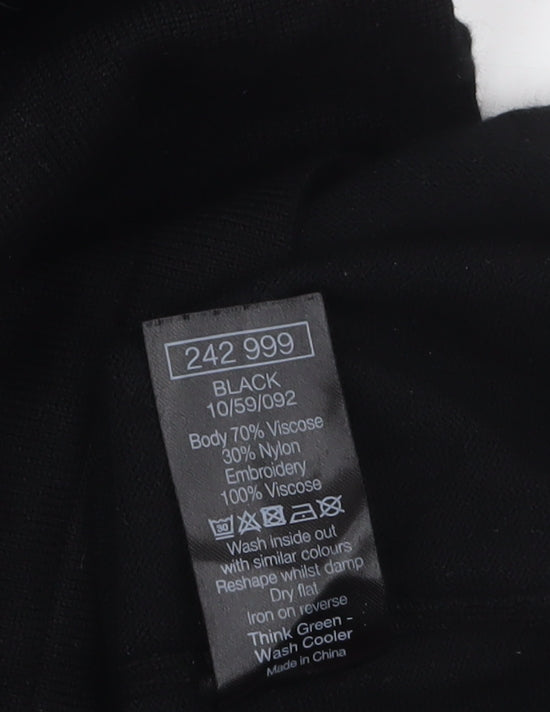 242 999
BLACK
10/59/092
Body 70% Viscose
30% Nylon
Embroidery
100% Viscose
30
Wash inside out
with similar colours
Reshape whilst damp
Dry flat
Iron on reverse
Think Green -
Wash Cooler
Made in China